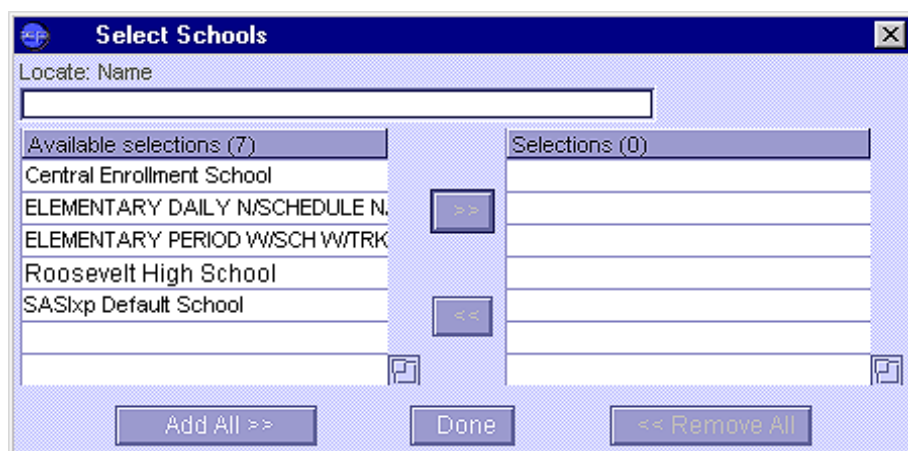 Select Schools
Locate: Name
Available selections (7)
Selections (0)
Central Enrollment School
ELEMENTARY DAILY N/SCHEDULE N.
>>
ELEMENTARY PERIOD W/SCH W/TRK
Roosevelt High School
SASIxp Default School
<<
Add All >>
Done
<< Remove All